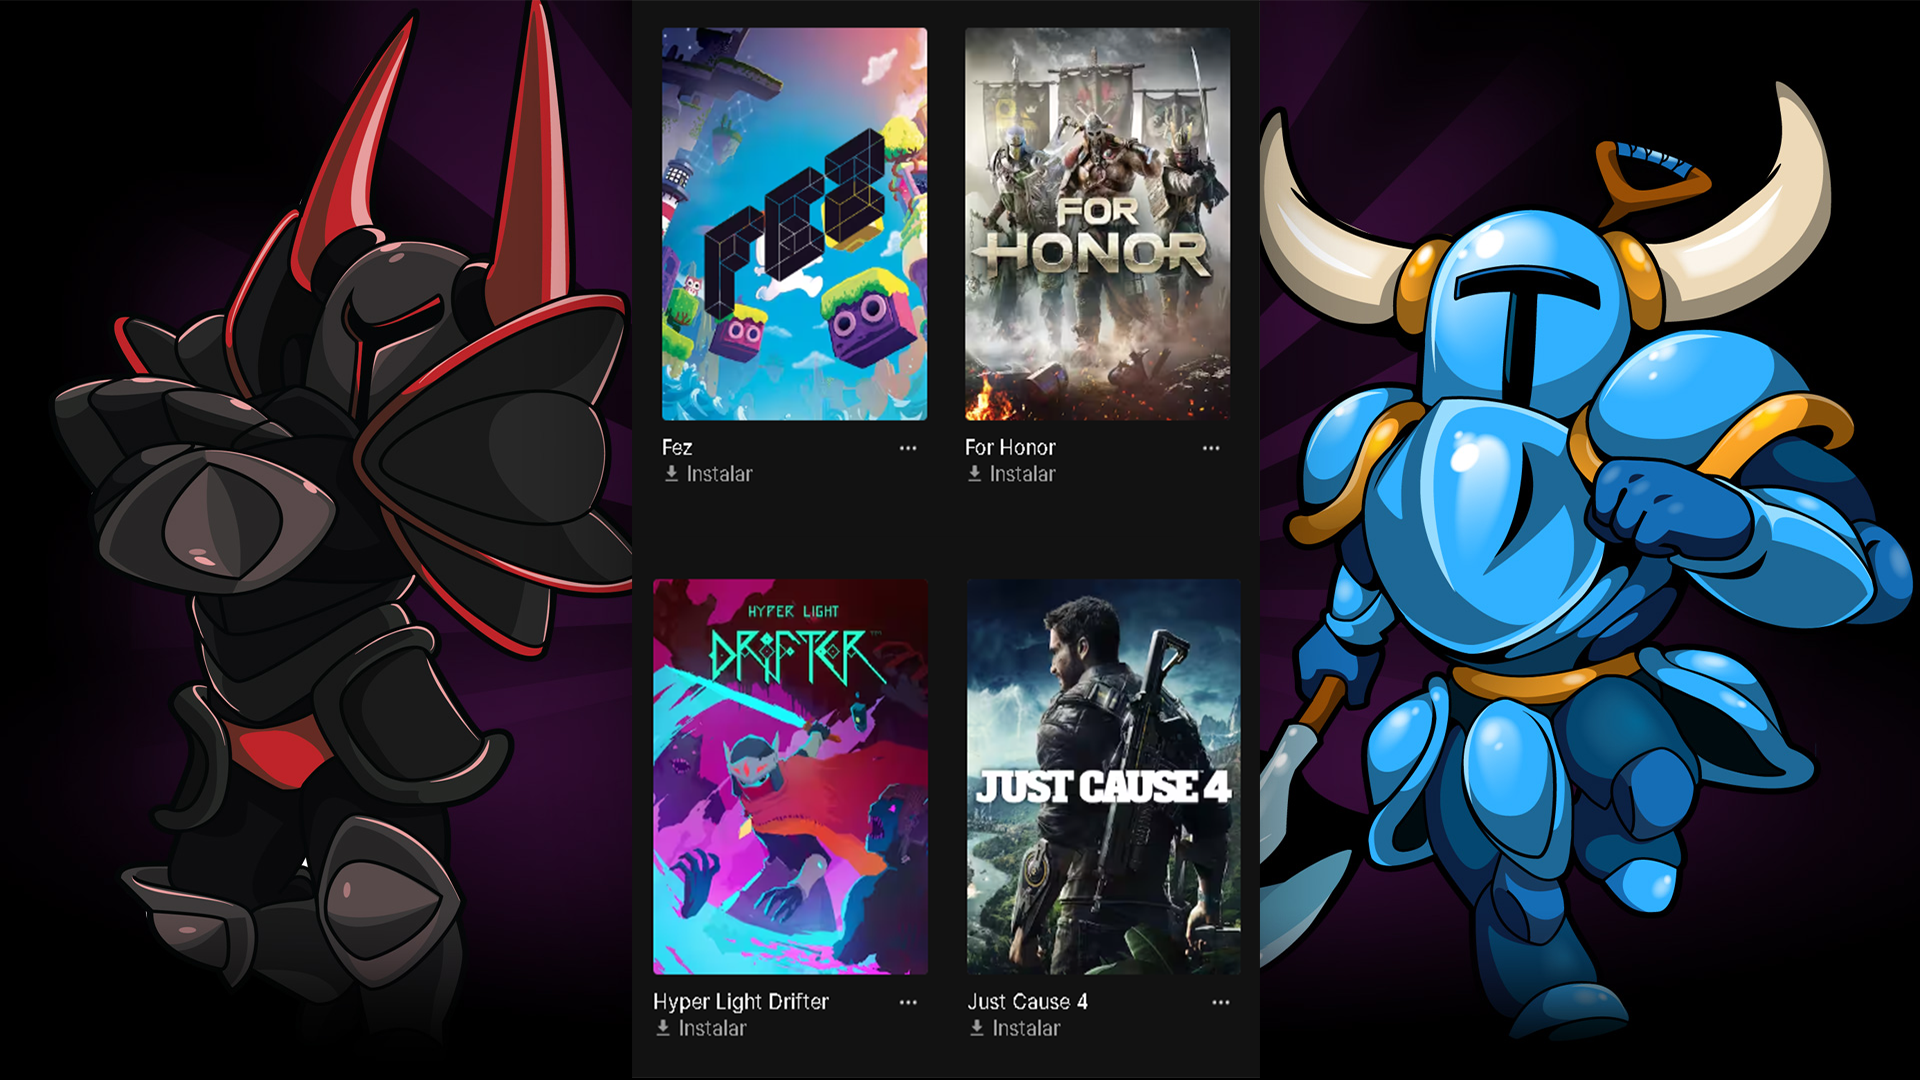 FEZ
FOR
HONOR
Fez
Instalar
For Honor
Instalar
HYPER LIGHT
DRIFTER™
JUST CAUSE 4
Hyper Light Drifter
Instalar
Just Cause 4
Instalar